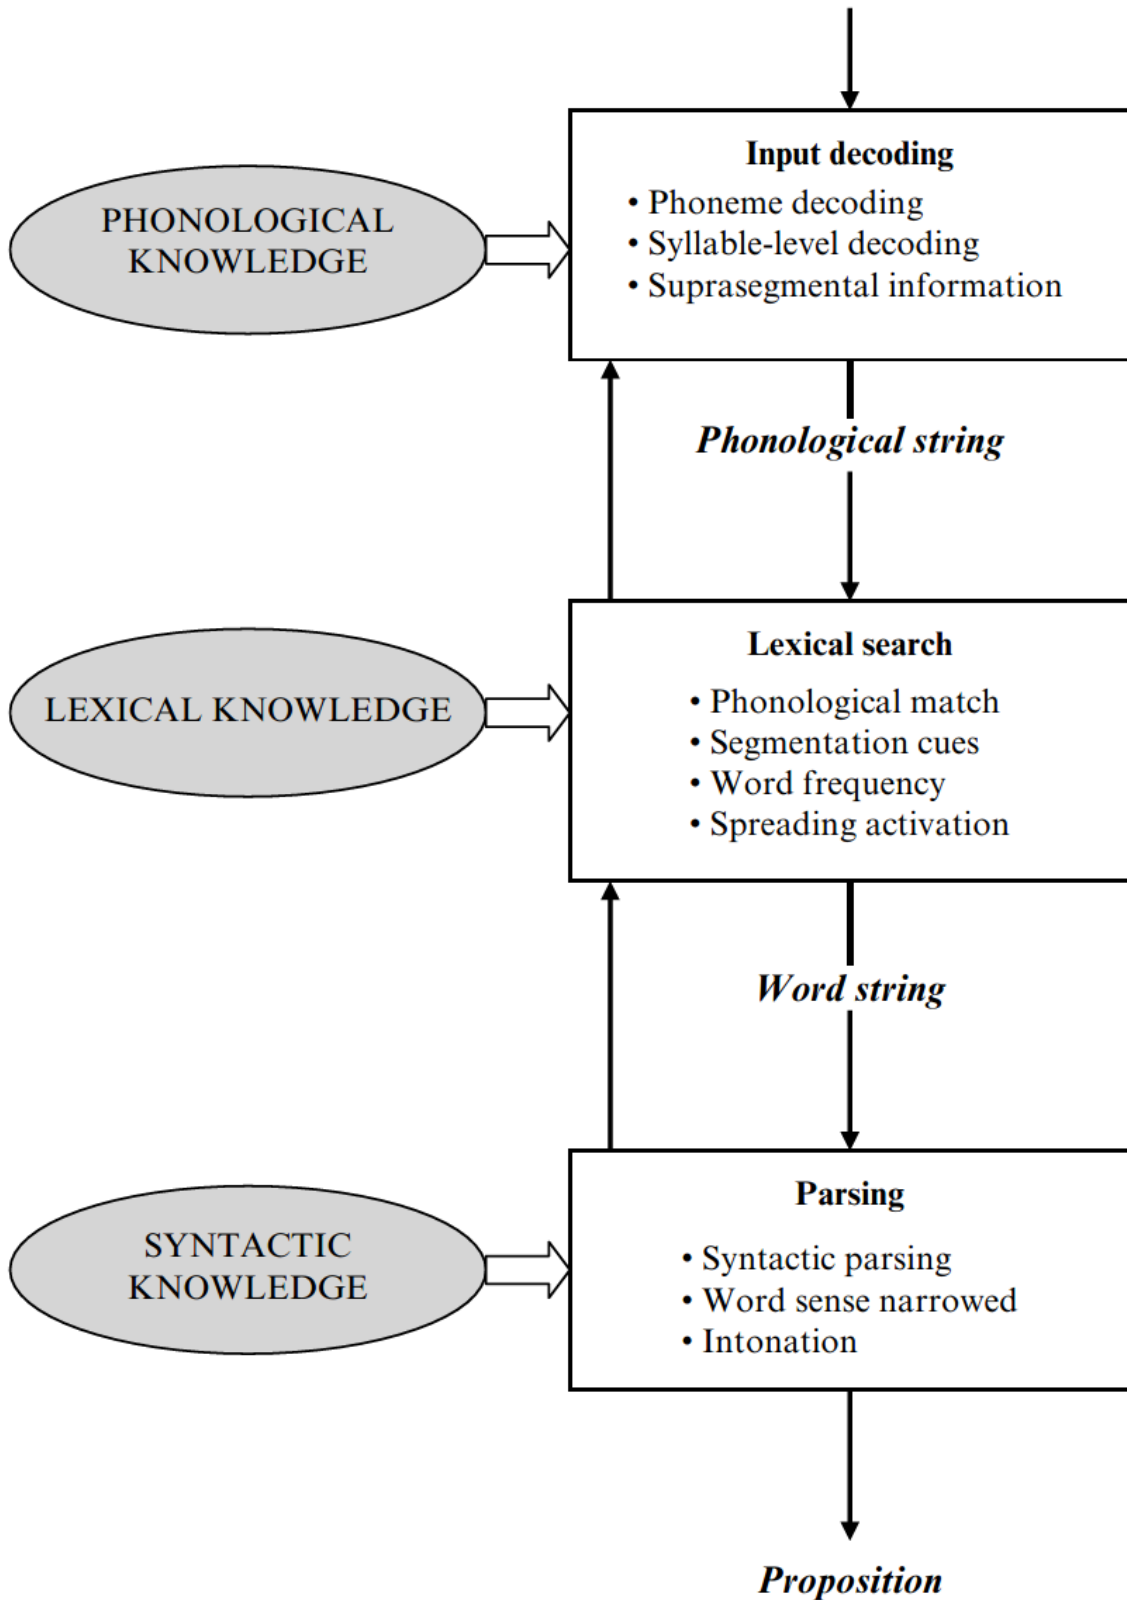 Input decoding
PHONOLOGICAL
KNOWLEDGE
• Phoneme decoding
• Syllable-level decoding
• Suprasegmental information
Phonological string
LEXICAL KNOWLEDGE
Lexical search
• Phonological match
• Segmentation cues
• Word frequency
• Spreading activation
Word string
SYNTACTIC
KNOWLEDGE
Parsing
• Syntactic parsing
• Word sense narrowed
• Intonation
Proposition